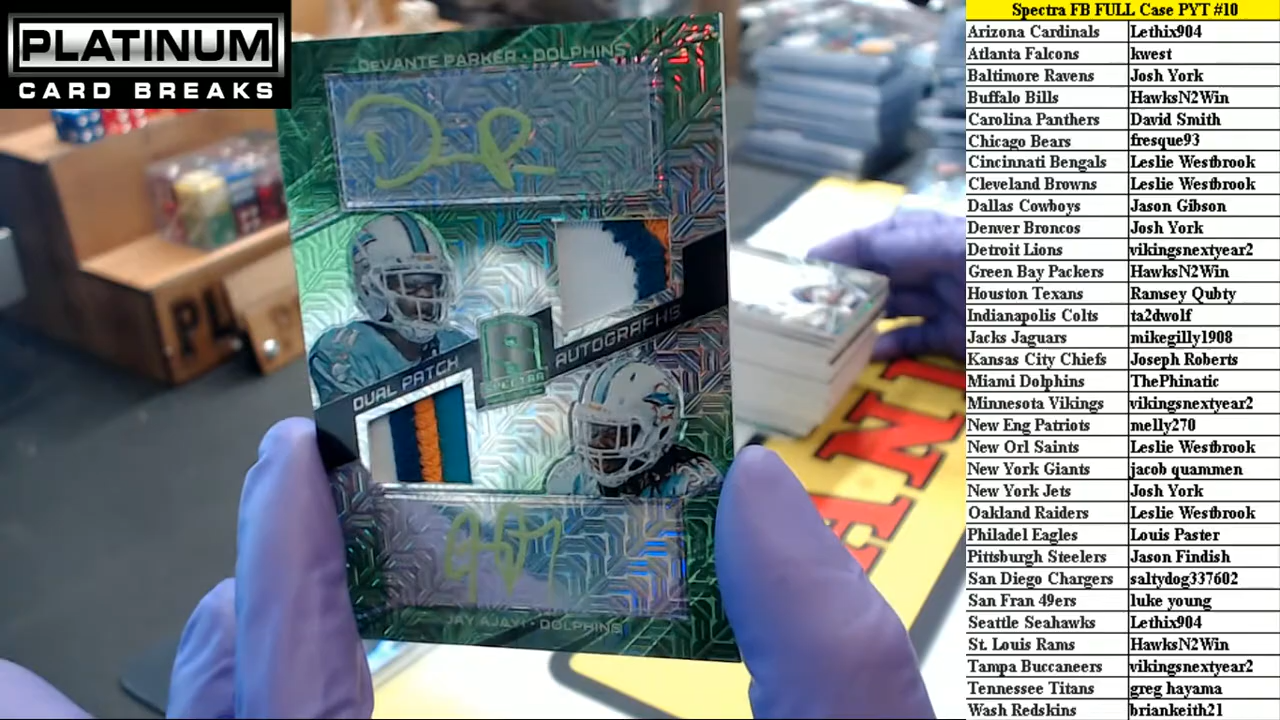 PLATINUM
CARD BREAKS
DEVANTE PARKER • DOLPHINS
DUAL PATCH
AUTOGRAPHS
SPECTRA
JAY AJAYI • DOLPHINS
Spectra FB FULL Case PYT #10
Arizona Cardinals Lethix904
Atlanta Falcons kwest
Baltimore Ravens Josh York
Buffalo Bills HawksN2Win
Carolina Panthers David Smith
Chicago Bears fresque93
Cincinnati Bengals Leslie Westbrook
Cleveland Browns Leslie Westbrook
Dallas Cowboys Jason Gibson
Denver Broncos Josh York
Detroit Lions vikingsnextyear2
Green Bay Packers HawksN2Win
Houston Texans Ramsey Qubty
Indianapolis Colts ta2dwolf
Jacks Jaguars mikegilly1908
Kansas City Chiefs Joseph Roberts
Miami Dolphins ThePhinatic
Minnesota Vikings vikingsnextyear2
New Eng Patriots melly270
New Orl Saints Leslie Westbrook
New York Giants jacob quammen
New York Jets Josh York
Oakland Raiders Leslie Westbrook
Philadel Eagles Louis Paster
Pittsburgh Steelers Jason Findish
San Diego Chargers saltydog337602
San Fran 49ers luke young
Seattle Seahawks Lethix904
St. Louis Rams HawksN2Win
Tampa Buccaneers vikingsnextyear2
Tennessee Titans greg hayama
Wash Redskins briankeith21